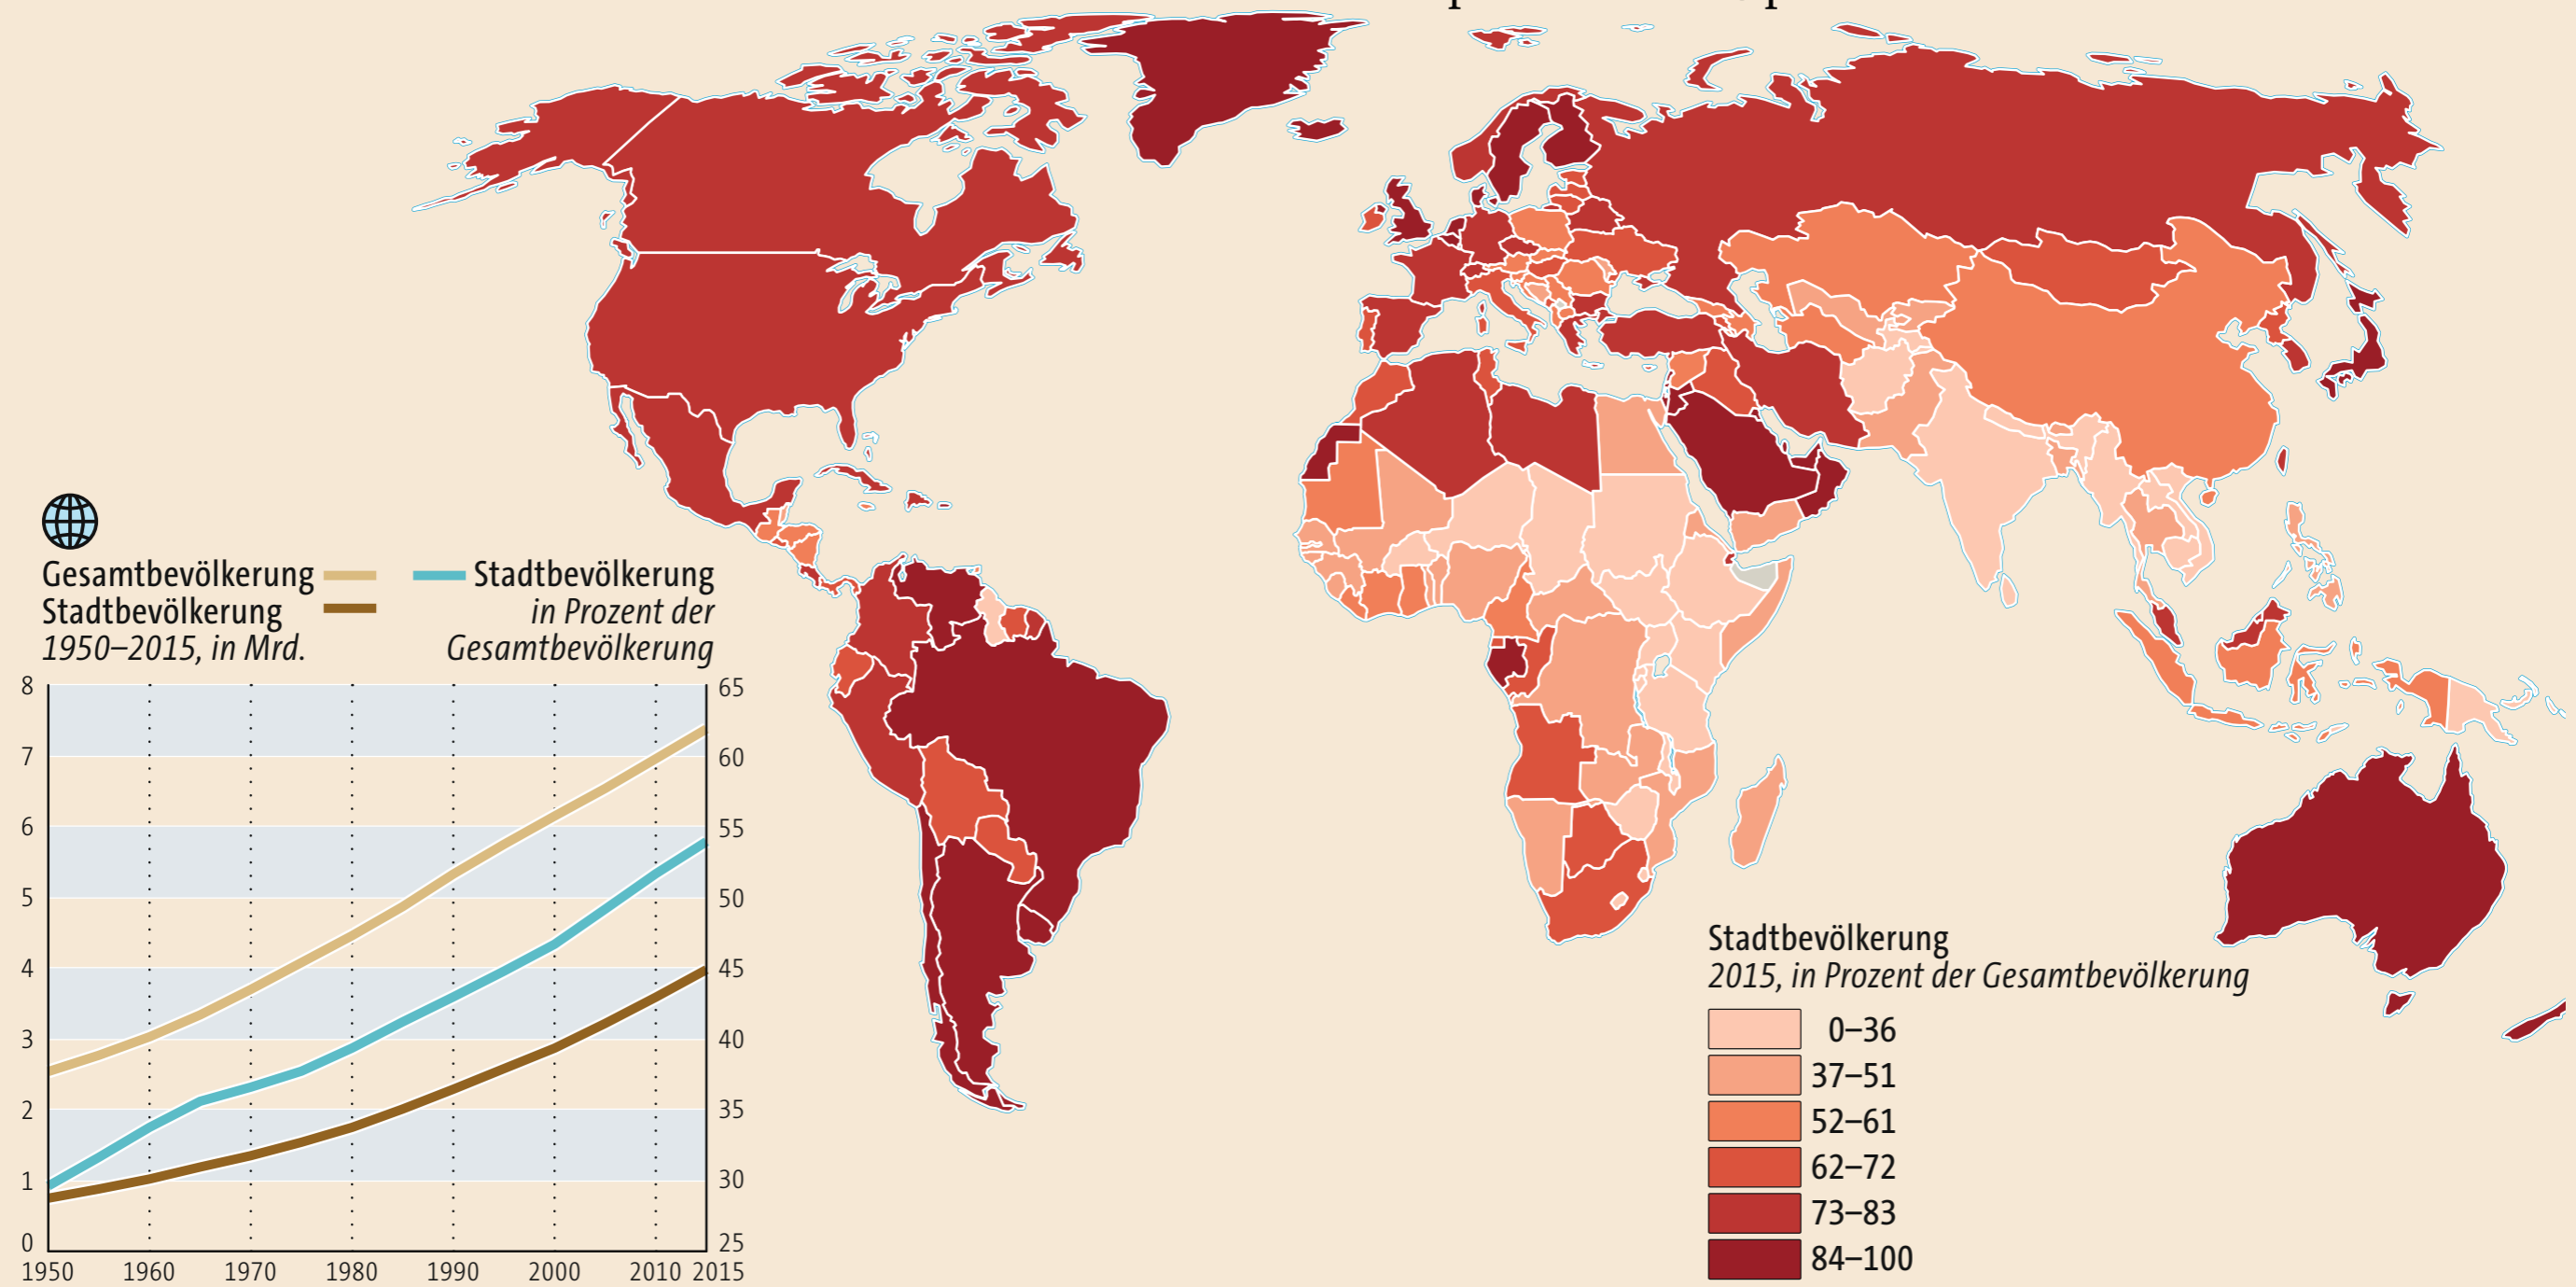 Gesamtbevölkerung
Stadtbevölkerung
1950–2015, in Mrd.
Stadtbevölkerung
in Prozent der
Gesamtbevölkerung
8
7
6
5
4
3
2
1
0
65
60
55
50
45
40
35
30
25
1950 1960 1970 1980 1990 2000 2010 2015
Stadtbevölkerung
2015, in Prozent der Gesamtbevölkerung
0–36
37–51
52–61
62–72
73–83
84–100